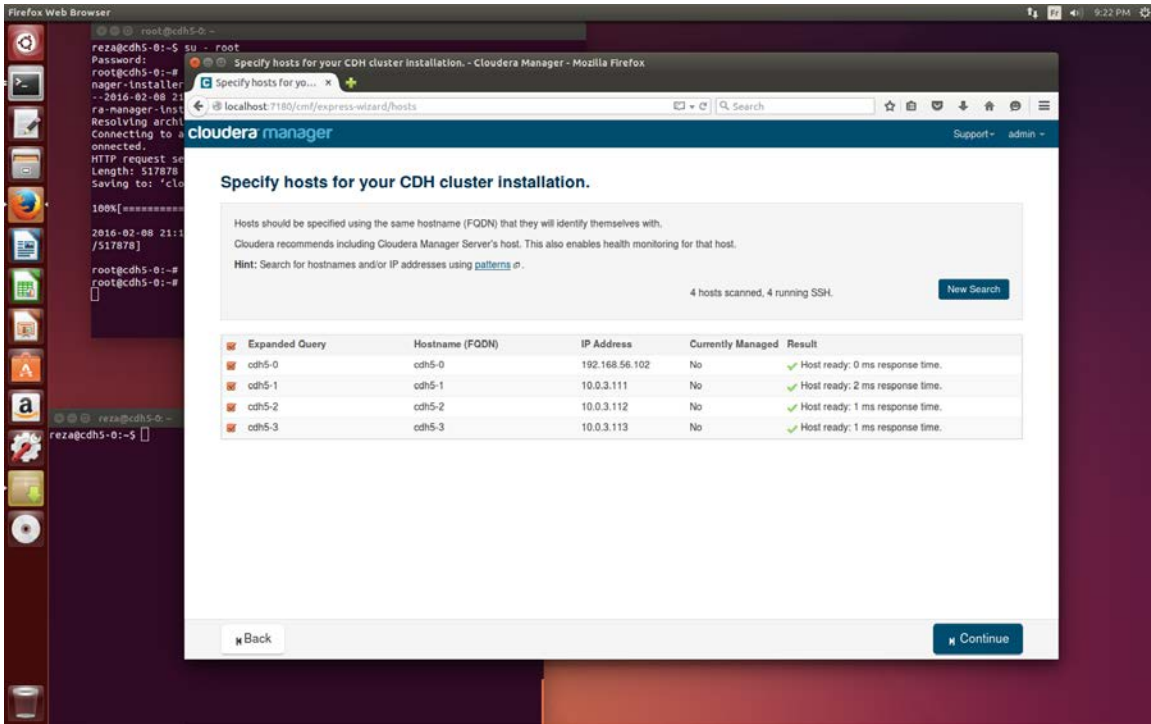 Firefox Web Browser
Fr 9:22 PM
root@cdh5-0: ~
reza@cdh5-0:~$ su - root
Password:
root@cdh5-0:~#
nager-installer
--2016-02-08 21
ra-manager-inst
Resolving archi
Connecting to a
onnected.
HTTP request se
Length: 517878
Saving to: ‘clo
100%[==========
2016-02-08 21:1
/517878]
root@cdh5-0:~#
root@cdh5-0:~#
reza@cdh5-0: ~
reza@cdh5-0:~$
Specify hosts for your CDH cluster installation. - Cloudera Manager - Mozilla Firefox
Specify hosts for yo... ×
localhost:7180/cmf/express-wizard/hosts
Search
cloudera manager
Support admin
Specify hosts for your CDH cluster installation.
Hosts should be specified using the same hostname (FQDN) that they will identify themselves with.
Cloudera recommends including Cloudera Manager Server's host. This also enables health monitoring for that host.
Hint: Search for hostnames and/or IP addresses using patterns.
4 hosts scanned, 4 running SSH.
New Search
Expanded Query Hostname (FQDN) IP Address Currently Managed Result
cdh5-0 cdh5-0 192.168.56.102 No Host ready: 0 ms response time.
cdh5-1 cdh5-1 10.0.3.111 No Host ready: 2 ms response time.
cdh5-2 cdh5-2 10.0.3.112 No Host ready: 1 ms response time.
cdh5-3 cdh5-3 10.0.3.113 No Host ready: 1 ms response time.
Back
Continue